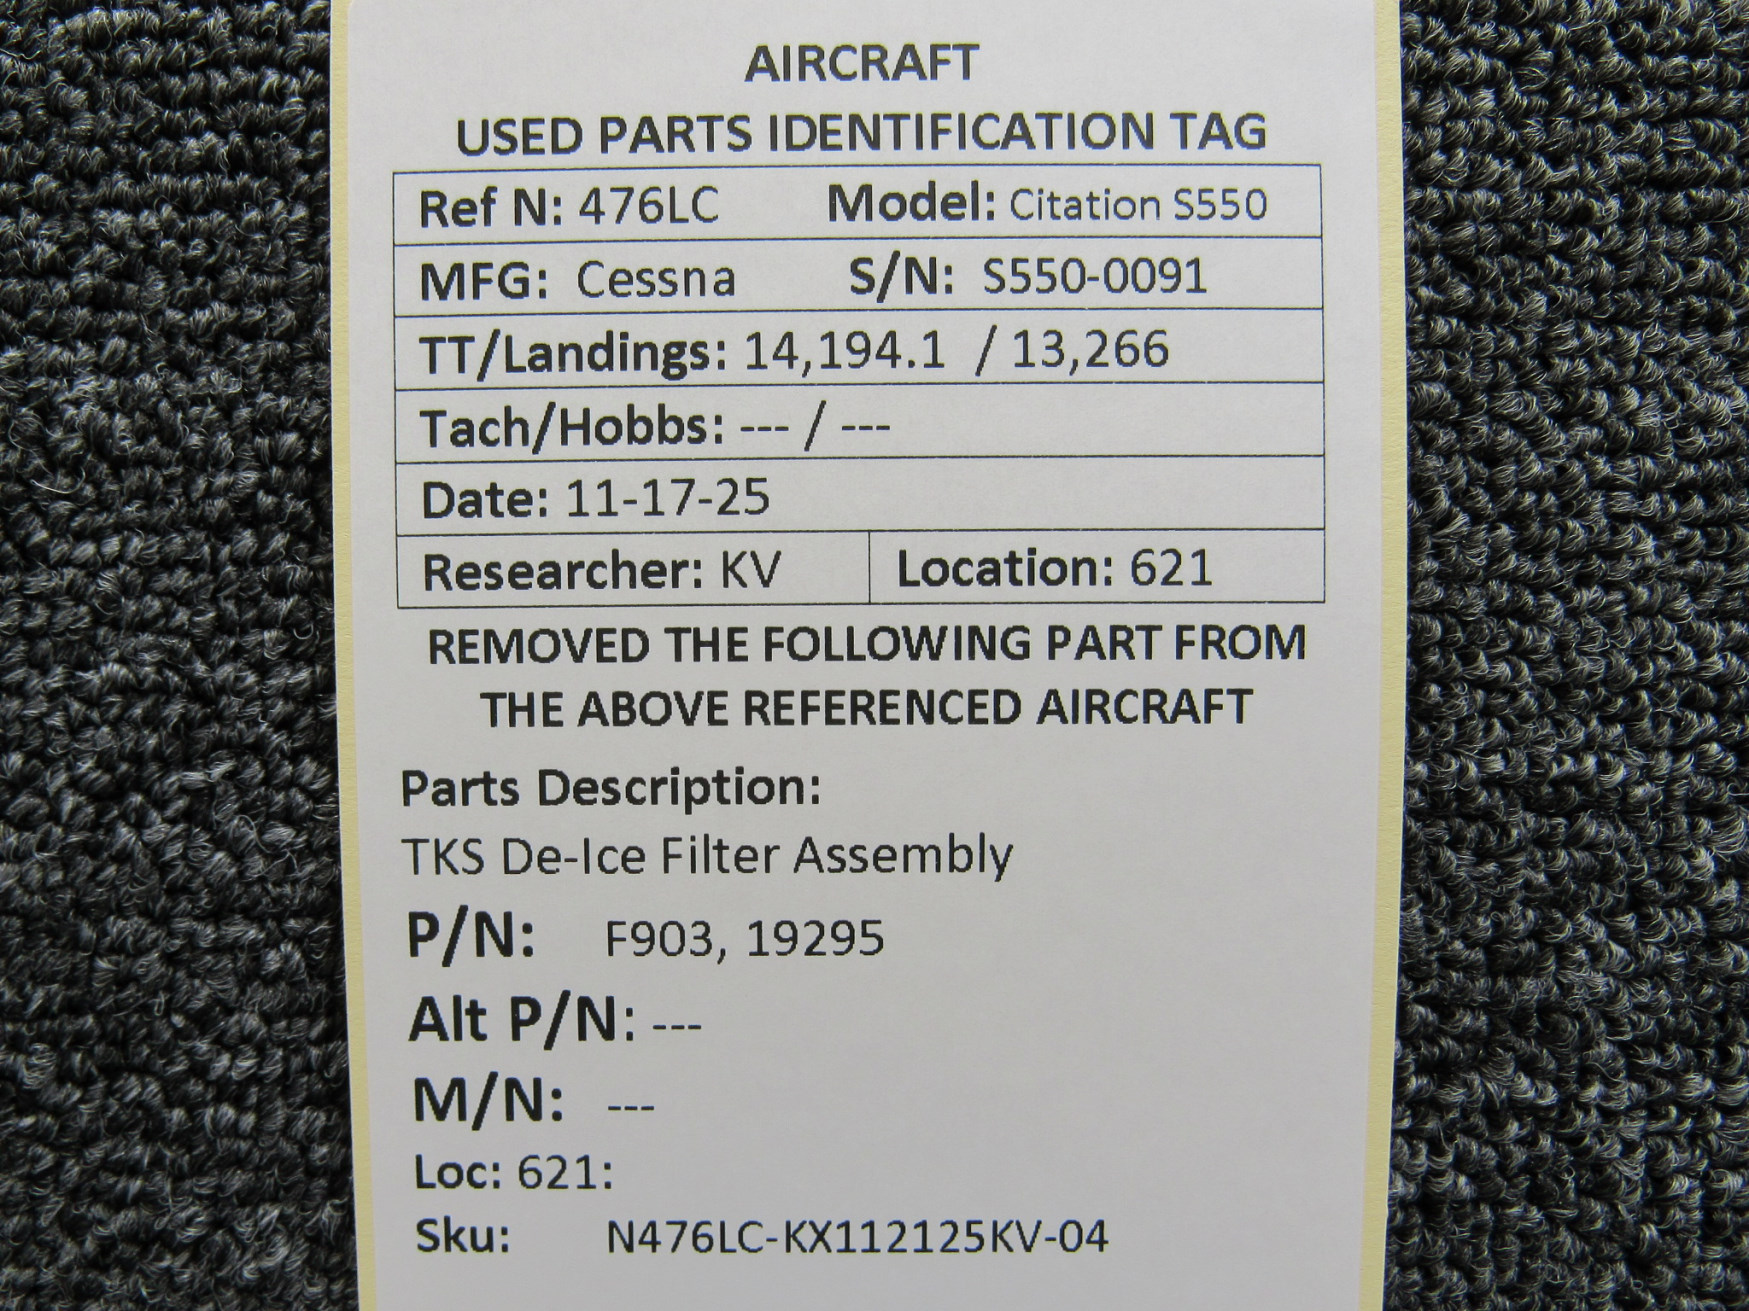 AIRCRAFT
USED PARTS IDENTIFICATION TAG
Ref N: 476LC Model: Citation S550
MFG: Cessna S/N: S550-0091
TT/Landings: 14,194.1 / 13,266
Tach/Hobbs: --- / ---
Date: 11-17-25
Researcher: KV Location: 621
REMOVED THE FOLLOWING PART FROM
THE ABOVE REFERENCED AIRCRAFT
Parts Description:
TKS De-Ice Filter Assembly
P/N: F903, 19295
Alt P/N: ---
M/N: ---
Loc: 621:
Sku: N476LC-KX112125KV-04